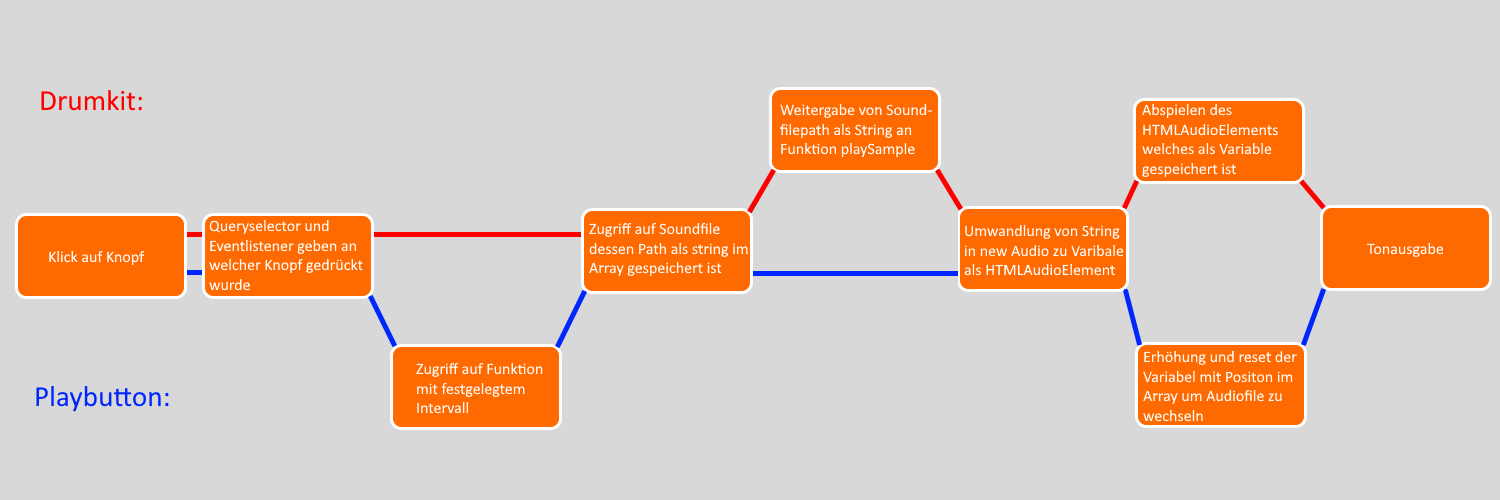 Drumkit:
Klick auf Knopf
Queryselector und
Eventlistener geben an
welcher Knopf gedrückt
wurde
Zugriff auf Soundfile
dessen Path als string im
Array gespeichert ist
Weitergabe von Sound-
filepath als String an
Funktion playSample
Umwandlung von String
in new Audio zu Varibale
als HTMLAudioElement
Abspielen des
HTMLAudioElements
welches als Variable
gespeichert ist
Tonausgabe
Playbutton:
Zugriff auf Funktion
mit festgelegtem
Intervall
Erhöhung und reset der
Variabel mit Positon im
Array um Audiofile zu
wechseln